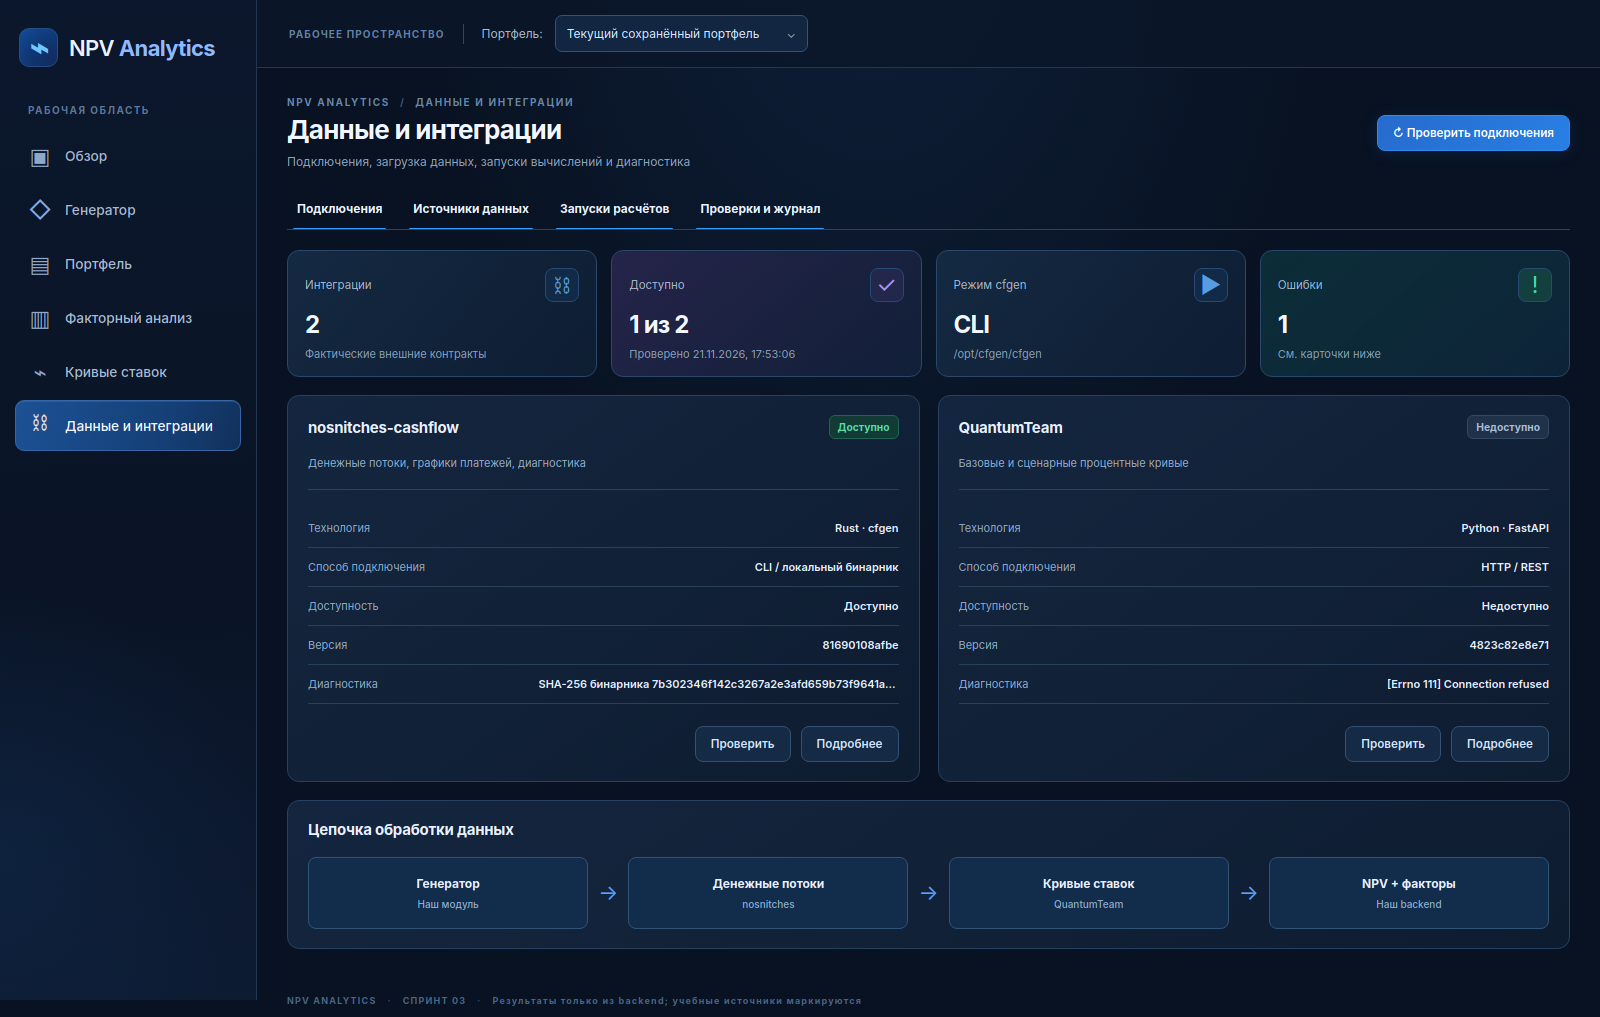 NPV Analytics
РАБОЧАЯ ОБЛАСТЬ
Обзор
Генератор
Портфель
Факторный анализ
Кривые ставок
Данные и интеграции
РАБОЧЕЕ ПРОСТРАНСТВО
Портфель:
Текущий сохранённый портфель
NPV ANALYTICS / ДАННЫЕ И ИНТЕГРАЦИИ
Данные и интеграции
Подключения, загрузка данных, запуски вычислений и диагностика
↻ Проверить подключения
Подключения
Источники данных
Запуски расчётов
Проверки и журнал
Интеграции
2
Фактические внешние контракты
Доступно
1 из 2
Проверено 21.11.2026, 17:53:06
Режим cfgen
CLI
/opt/cfgen/cfgen
Ошибки
!
1
См. карточки ниже
nosnitches-cashflow
Доступно
Денежные потоки, графики платежей, диагностика
Технология Rust · cfgen
Способ подключения CLI / локальный бинарник
Доступность Доступно
Версия 81690108afbe
Диагностика SHA-256 бинарника 7b302346f142c3267a2e3afd659b73f9641a...
Проверить
Подробнее
QuantumTeam
Недоступно
Базовые и сценарные процентные кривые
Технология Python · FastAPI
Способ подключения HTTP / REST
Доступность Недоступно
Версия 4823c82e8e71
Диагностика [Errno 111] Connection refused
Проверить
Подробнее
Цепочка обработки данных
Генератор
Наш модуль
→
Денежные потоки
nosnitches
→
Кривые ставок
QuantumTeam
→
NPV + факторы
Наш backend
NPV ANALYTICS · СПРИНТ 03 · Результаты только из backend; учебные источники маркируются